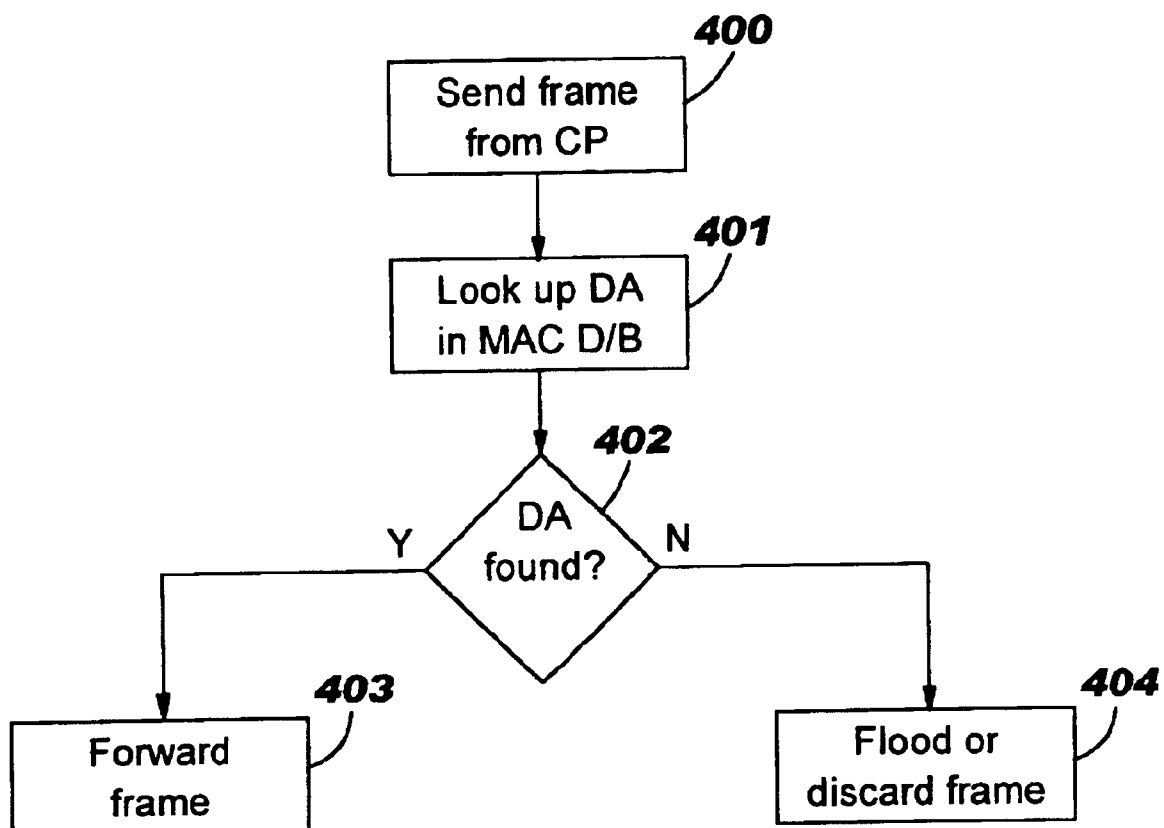 400
Send frame
from CP
401
Look up DA
in MAC D/B
402
DA
found?
Y
N
403
Forward
frame
404
Flood or
discard frame